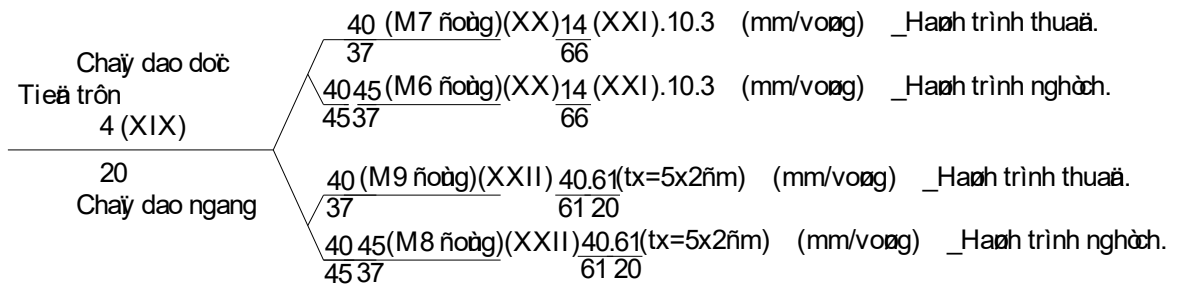 40 (M7 ñoùng)(XX) 14 (XXI).10.3 (mm/voøng) _Haønh trình thuaän.
37 66
Chaïy dao doïc
40 45 (M6 ñoùng)(XX) 14 (XXI).10.3 (mm/voøng) _Haønh trình nghòch.
Tieän trôn
45 37 66
4 (XIX)
20
40 (M9 ñoùng)(XXII) 40.61(tx=5x2ñm) (mm/voøng) _Haønh trình thuaän.
Chaïy dao ngang
37 61 20
40 45 (M8 ñoùng)(XXII) 40.61(tx=5x2ñm) (mm/voøng) _Haønh trình nghòch.
45 37 61 20